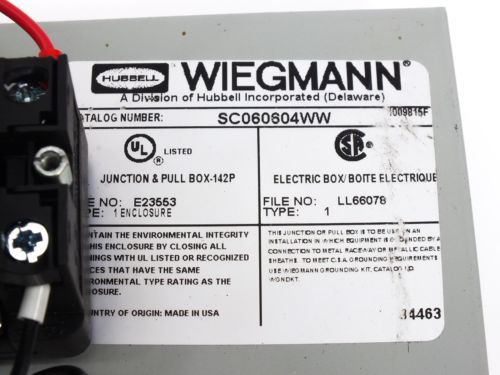 HUBBELL WIEGMANN®
A Division of Hubbell Incorporated (Delaware)
ATALOG NUMBER: SC060604WW
1009815F
UL LISTED ®
SA ®
JUNCTION & PULL BOX-142P
ELECTRIC BOX/BOITE ELECTRIQUE
E NO: E23553
FILE NO: LL66078
PE: 1 ENCLOSURE
TYPE: 1
NTAIN THE ENVIRONMENTAL INTEGRITY
THIS ENCLOSURE BY CLOSING ALL
NINGS WITH UL LISTED OR RECOGNIZED
CES THAT HAVE THE SAME
IRONMENTAL TYPE RATING AS THE
LOSURE.
THIS JUNCTION OR PULL BOX IS TO BE USED IN AN
INSTALLATION IN WHICH EQUIPMENT IS GROUNDED BY
CONNECTION TO METAL RACEWAY OR METALLIC CABLE
SHEATHS. TO MEET C.S.A. GROUNDING REQUIREMENTS
USE WIEGMANN GROUNDING KIT, CATALOG I.D.
WGNDKT.
UNTRY OF ORIGIN: MADE IN USA
34463